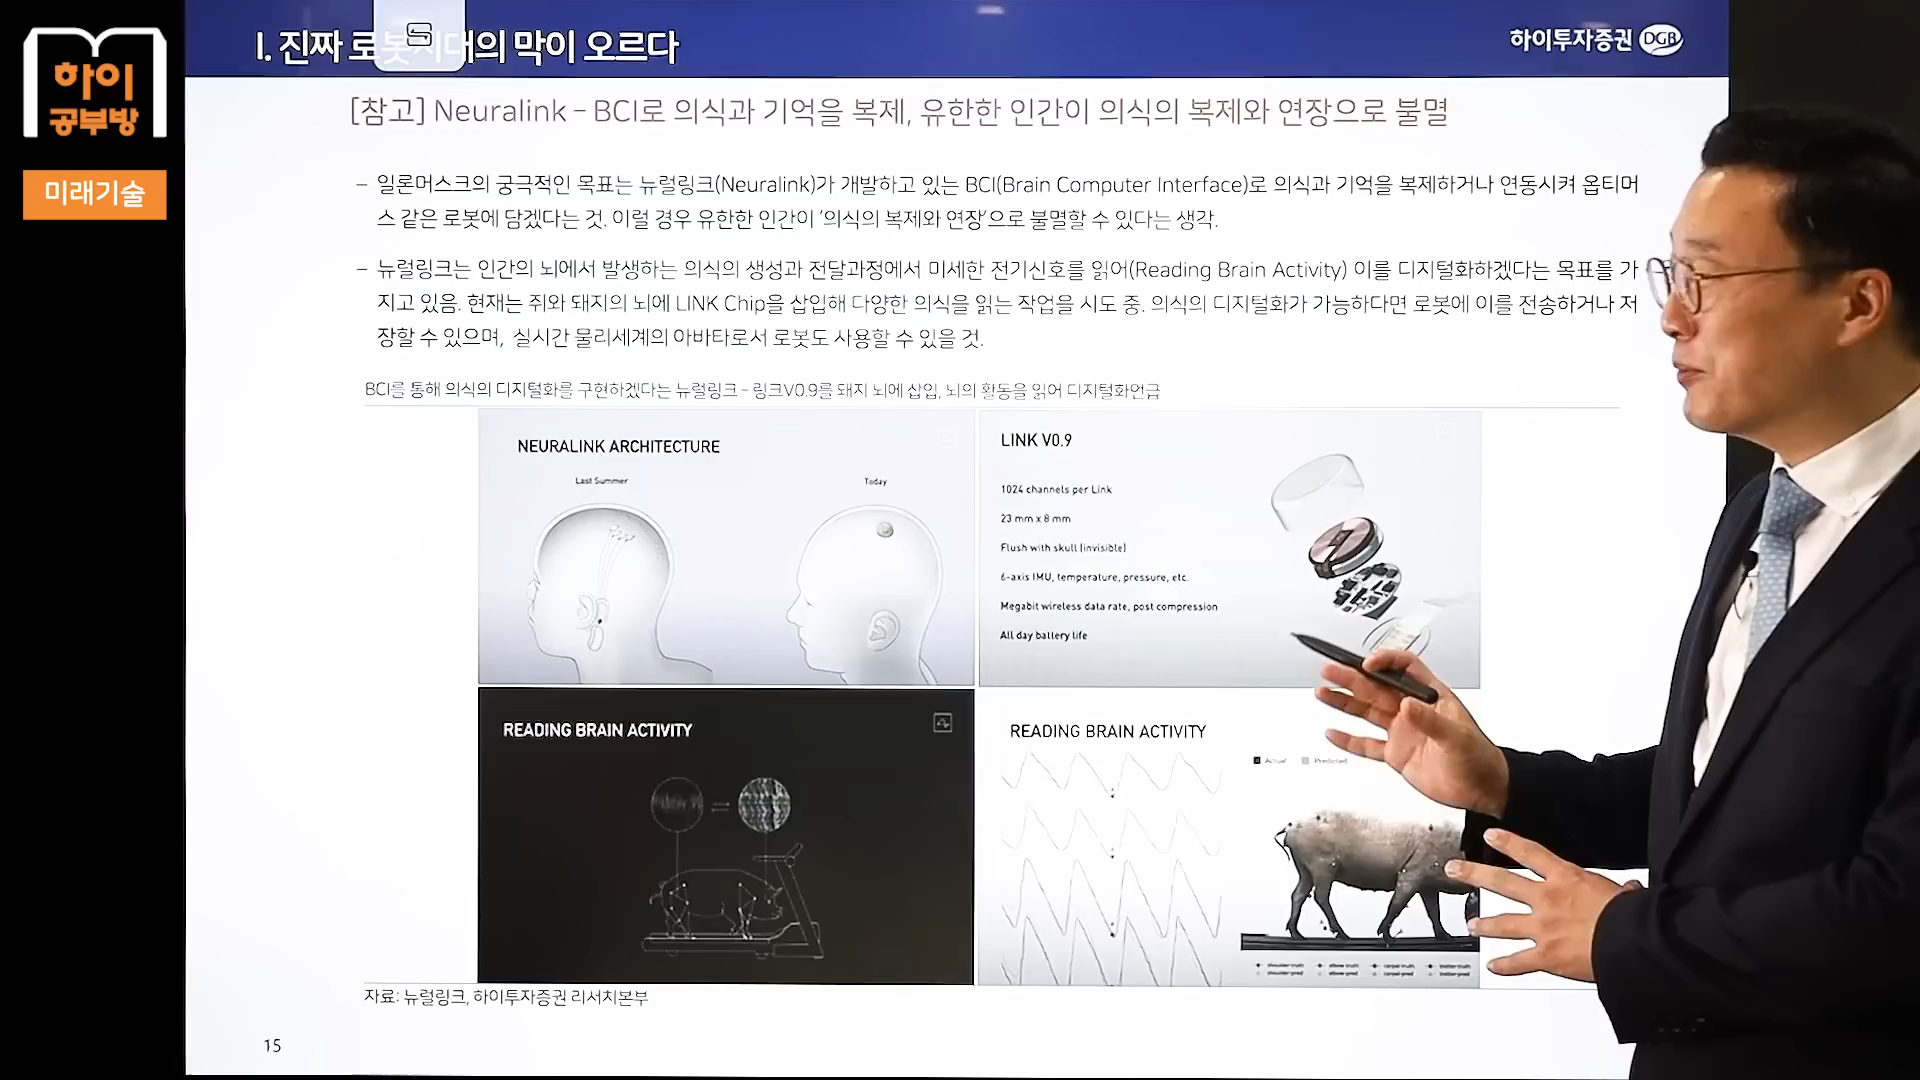 하이
공부방
미래기술
I. 진짜 로봇시대의 막이 오르다
하이투자증권 DGB
[참고] Neuralink – BCI로 의식과 기억을 복제, 유한한 인간이 의식의 복제와 연장으로 불멸
– 일론머스크의 궁극적인 목표는 뉴럴링크(Neuralink)가 개발하고 있는 BCI(Brain Computer Interface)로 의식과 기억을 복제하거나 연동시켜 옵티머
스 같은 로봇에 담겠다는 것. 이럴 경우 유한한 인간이 ‘의식의 복제와 연장’으로 불멸할 수 있다는 생각.
– 뉴럴링크는 인간의 뇌에서 발생하는 의식의 생성과 전달과정에서 미세한 전기신호를 읽어(Reading Brain Activity) 이를 디지털화하겠다는 목표를 가
지고 있음. 현재는 쥐와 돼지의 뇌에 LINK Chip을 삽입해 다양한 의식을 읽는 작업을 시도 중. 의식의 디지털화가 가능하다면 로봇에 이를 전송하거나 저
장할 수 있으며, 실시간 물리세계의 아바타로서 로봇도 사용할 수 있을 것.
BCI를 통해 의식의 디지털화를 구현하겠다는 뉴럴링크 – 링크V0.9를 돼지 뇌에 삽입, 뇌의 활동을 읽어 디지털화언급
NEURALINK ARCHITECTURE
Last Summer
Today
LINK V0.9
1024 channels per Link
23 mm x 8 mm
Flush with skull (invisible)
6-axis IMU, temperature, pressure, etc.
Megabit wireless data rate, post compression
All day battery life
READING BRAIN ACTIVITY
READING BRAIN ACTIVITY
Actual Predicted
자료: 뉴럴링크, 하이투자증권 리서치본부
15